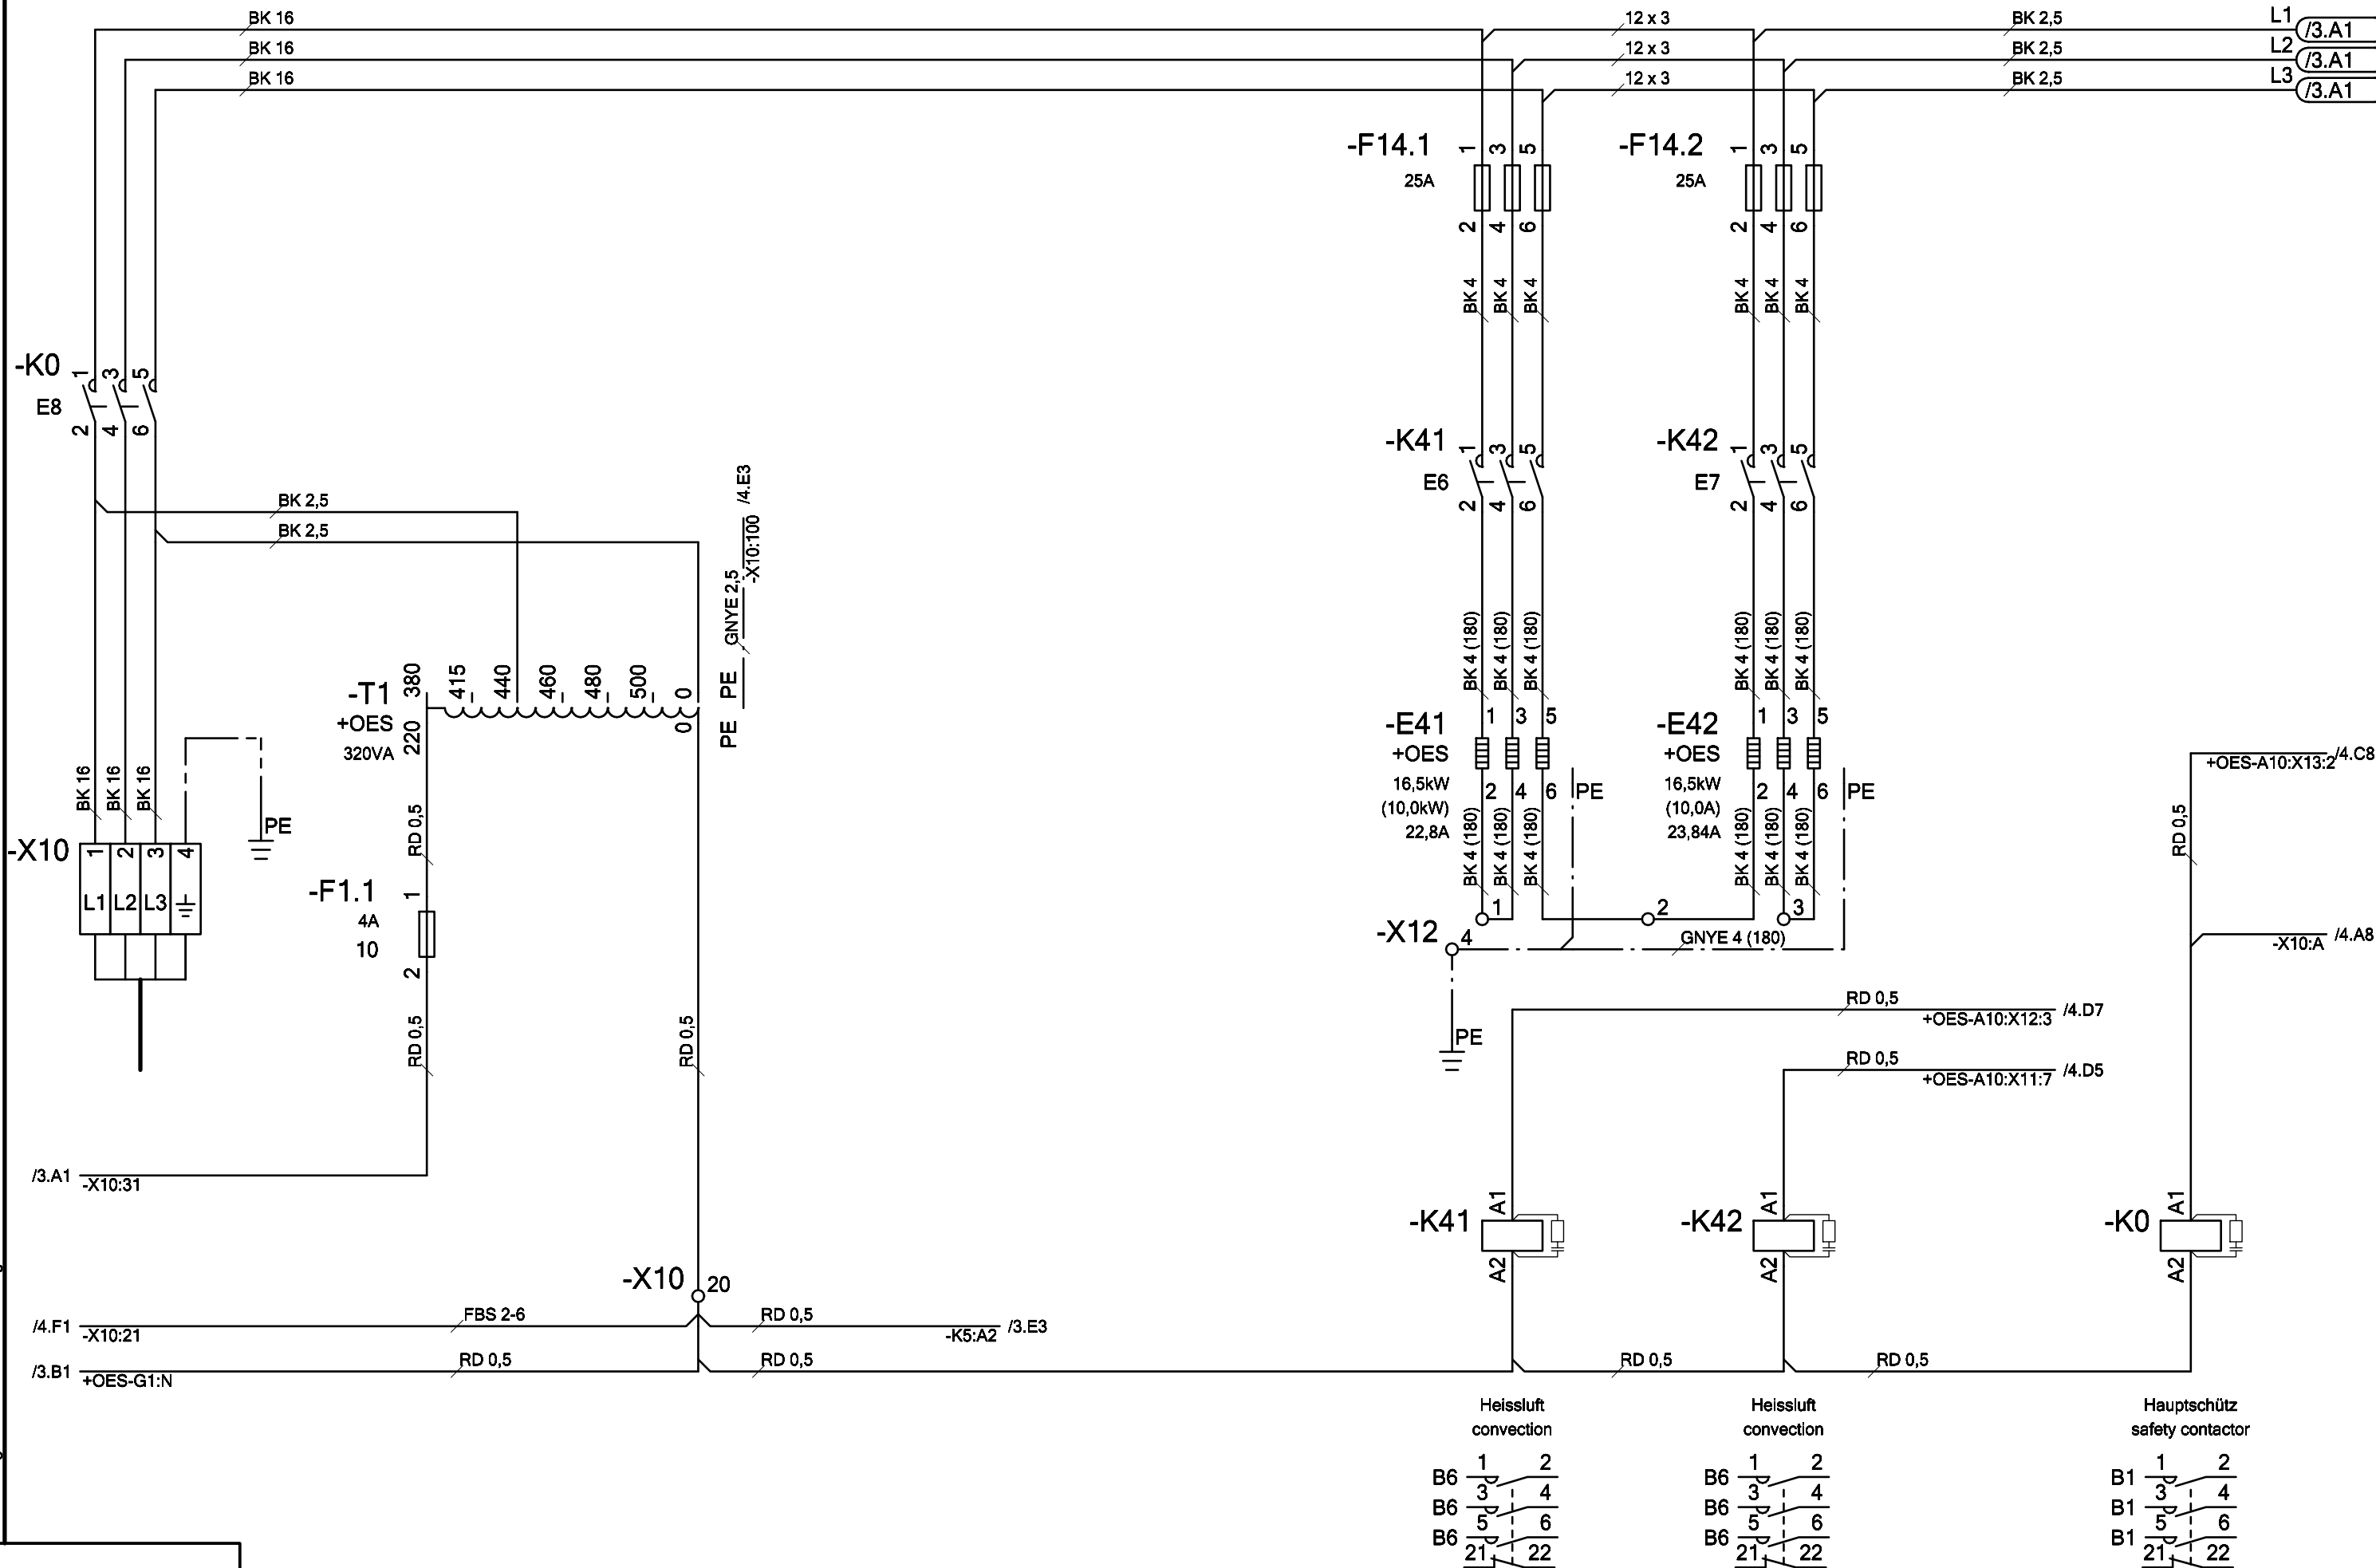 BK 16
12 x 3
BK 2,5
L1
/3.A1
BK 16
12 x 3
BK 2,5
L2
/3.A1
BK 16
12 x 3
BK 2,5
L3
/3.A1
-F14.1
1
3
5
25A
2
4
6
-F14.2
1
3
5
25A
2
4
6
BK 4
BK 4
BK 4
BK 4
BK 4
BK 4
-K0
1
3
5
E8
2
4
6
-K41
1
3
5
E6
2
4
6
-K42
1
3
5
E7
2
4
6
BK 2,5
BK 2,5
/4.E3
-X10:100
GNYE 2,5
PE
PE
-T1
+OES
320VA
380
415
440
460
480
500
0
220
0
BK 4 (180)
BK 4 (180)
BK 4 (180)
BK 4 (180)
BK 4 (180)
BK 4 (180)
-E41
1
3
5
+OES
16,5kW
(10,0kW)
22,8A
2
4
6
PE
-E42
1
3
5
+OES
16,5kW
(10,0A)
23,84A
2
4
6
PE
BK 4 (180)
BK 4 (180)
BK 4 (180)
BK 4 (180)
BK 4 (180)
BK 4 (180)
+OES-A10:X13:2
/4.C8
RD 0,5
-X10:A
/4.A8
BK 16
BK 16
BK 16
PE
-X10
1
2
3
4
L1
L2
L3
RD 0,5
-F1.1
4A
10
1
2
RD 0,5
RD 0,5
-X12
1
2
3
4
GNYE 4 (180)
PE
RD 0,5
+OES-A10:X12:3
/4.D7
RD 0,5
+OES-A10:X11:7
/4.D5
/3.A1
-X10:31
-K41
A1
A2
-K42
A1
A2
-K0
A1
A2
-X10
20
/4.F1
-X10:21
FBS 2-6
RD 0,5
-K5:A2
/3.E3
/3.B1
+OES-G1:N
RD 0,5
RD 0,5
RD 0,5
RD 0,5
Heissluft
convection
Heissluft
convection
Hauptschütz
safety contactor
B6
1
2
B6
3
4
B6
5
6
21
22
B6
1
2
B6
3
4
B6
5
6
21
22
B1
1
2
B1
3
4
B1
5
6
21
22